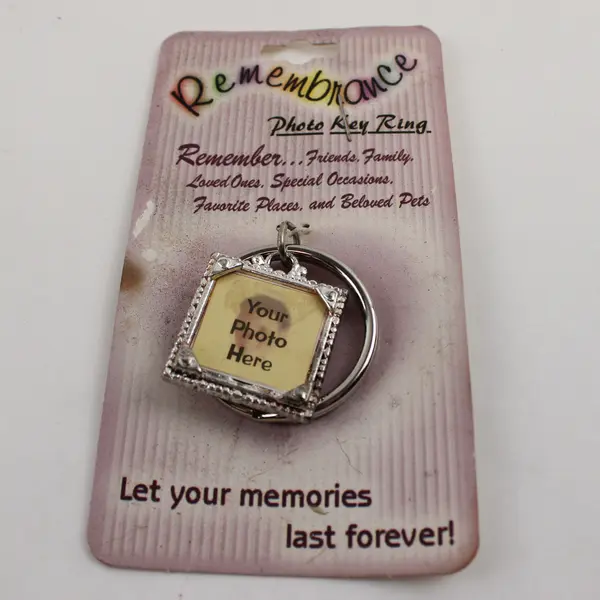 Remembrance
Photo Key Ring
Remember...Friends, Family,
Loved Ones, Special Occasions,
Favorite Places, and Beloved Pets
Your
Photo
Here
Let your memories
last forever!